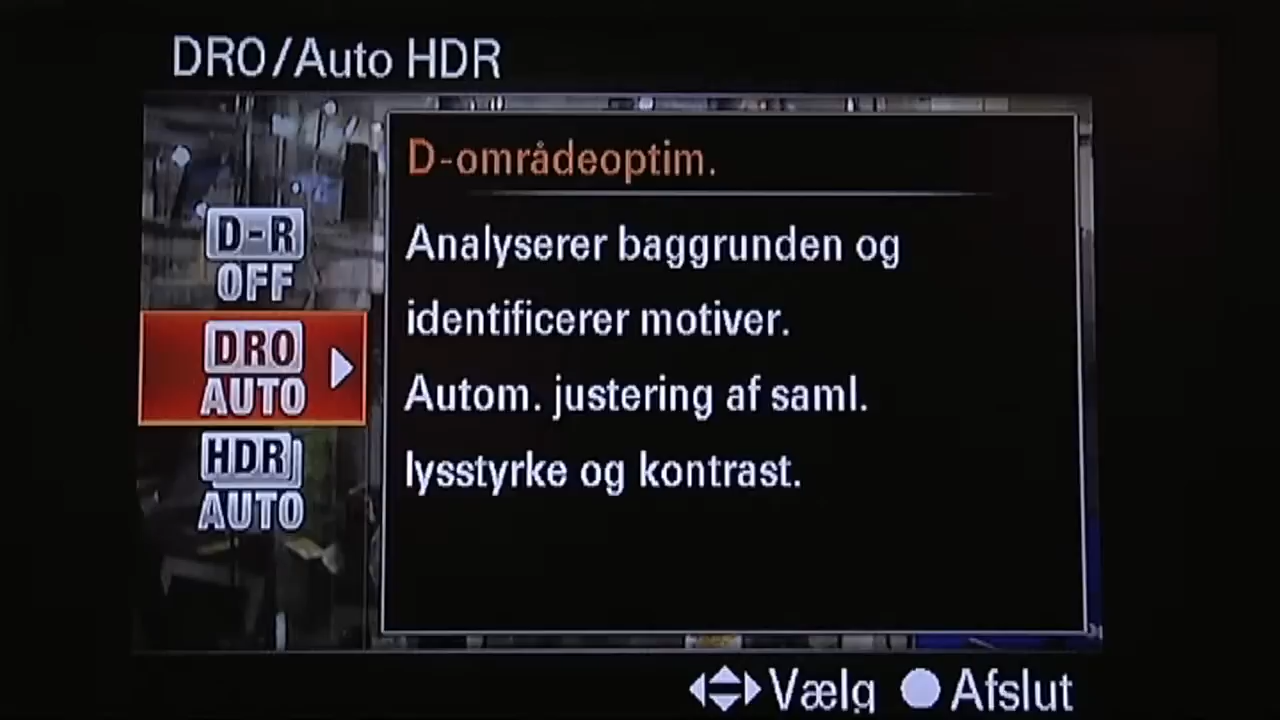 DRO/Auto HDR
D-områdeoptim.
Analyserer baggrunden og
identificerer motiver.
Autom. justering af saml.
lysstyrke og kontrast.
D-R
OFF
DRO
AUTO
HDR
AUTO
Vælg Afslut